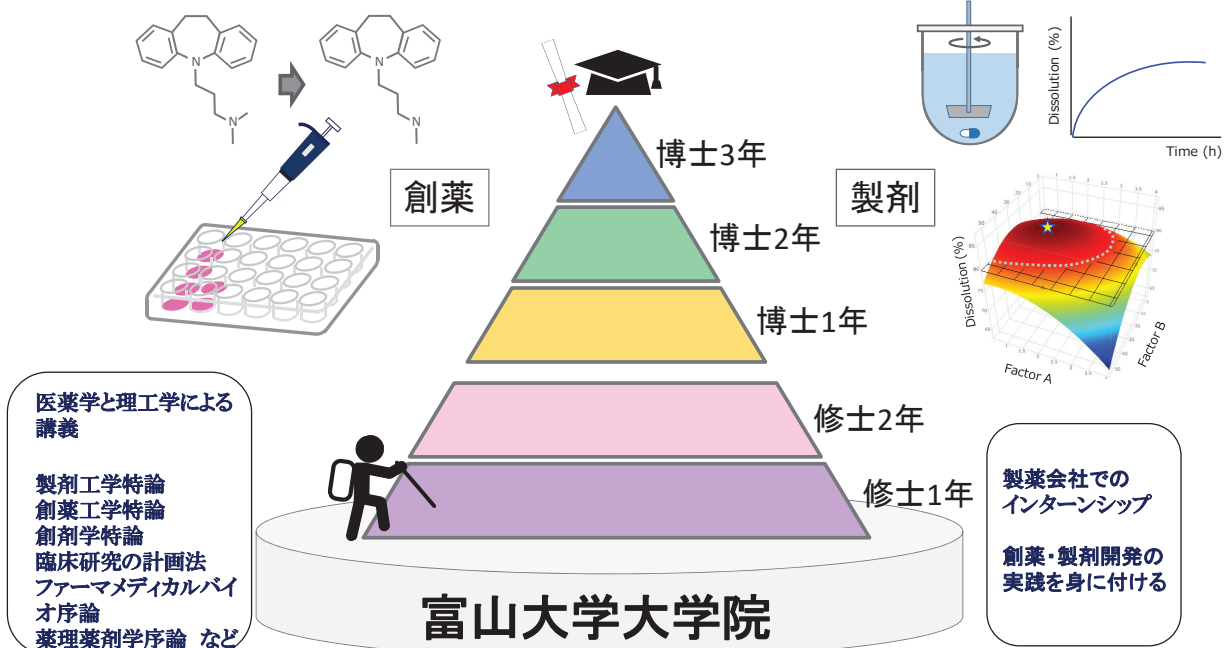 N
N
N
N
創薬
博士3年
博士2年
博士1年
修士2年
修士1年
製剤
Dissolution (%)
Time (h)
Dissolution (%)
Factor A
Factor B
医薬学と理工学による
講義
製剤工学特論
創薬工学特論
創剤学特論
臨床研究の計画法
ファーマメディカルバイ
オ序論
薬理薬剤学序論 など
製薬会社での
インターンシップ
創薬・製剤開発の
実践を身に付ける
富山大学大学院